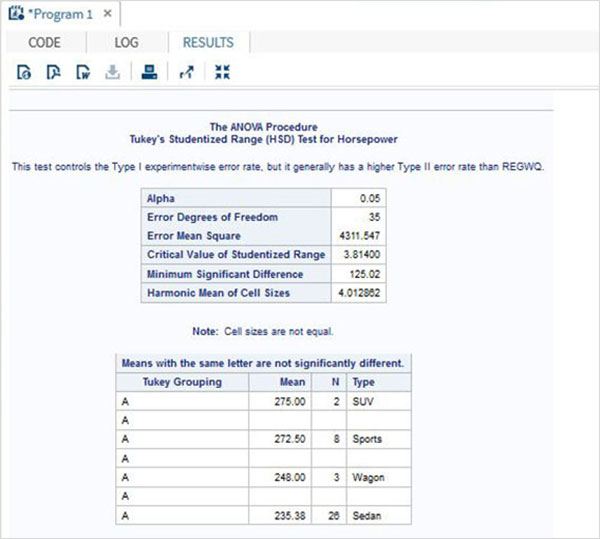 *Program 1 ×
CODE LOG RESULTS
The ANOVA Procedure
Tukey's Studentized Range (HSD) Test for Horsepower
This test controls the Type I experimentwise error rate, but it generally has a higher Type II error rate than REGWQ.
Alpha 0.05
Error Degrees of Freedom 35
Error Mean Square 4311.547
Critical Value of Studentized Range 3.81400
Minimum Significant Difference 125.02
Harmonic Mean of Cell Sizes 4.012862
Note: Cell sizes are not equal.
Means with the same letter are not significantly different.
Tukey Grouping Mean N Type
A 275.00 2 SUV
A
A 272.50 8 Sports
A
A 248.00 3 Wagon
A
A 235.38 26 Sedan